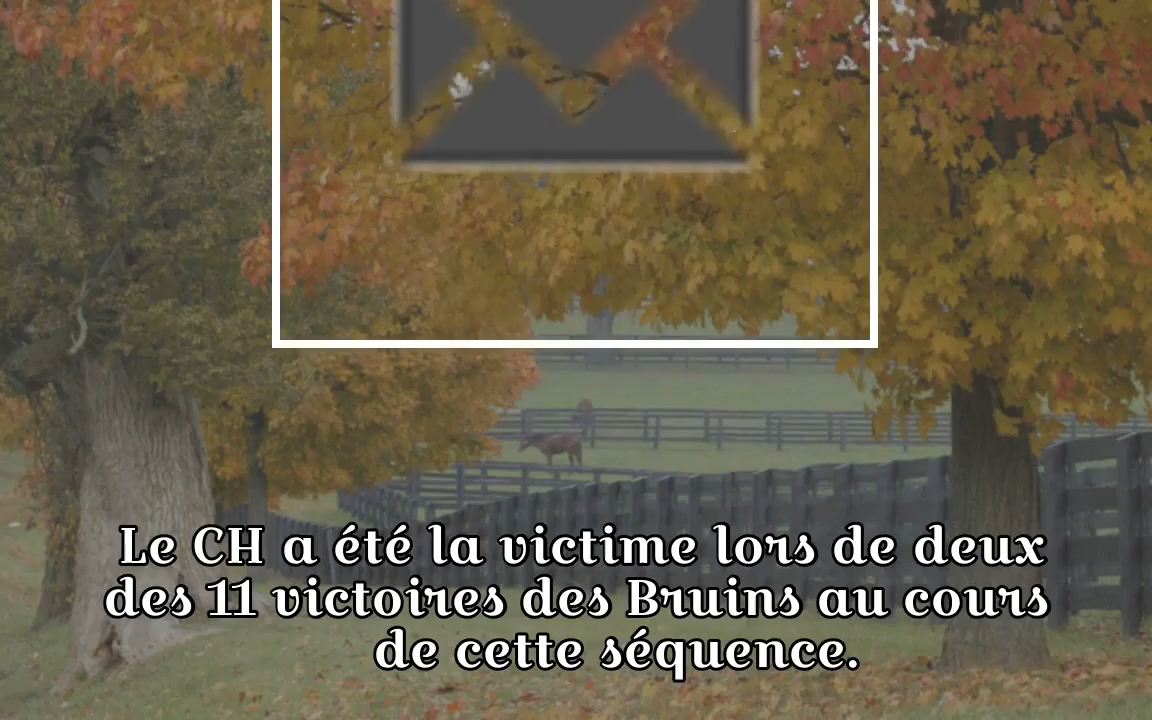 Le CH a été la victime lors de deux
des 11 victoires des Bruins au cours
de cette séquence.